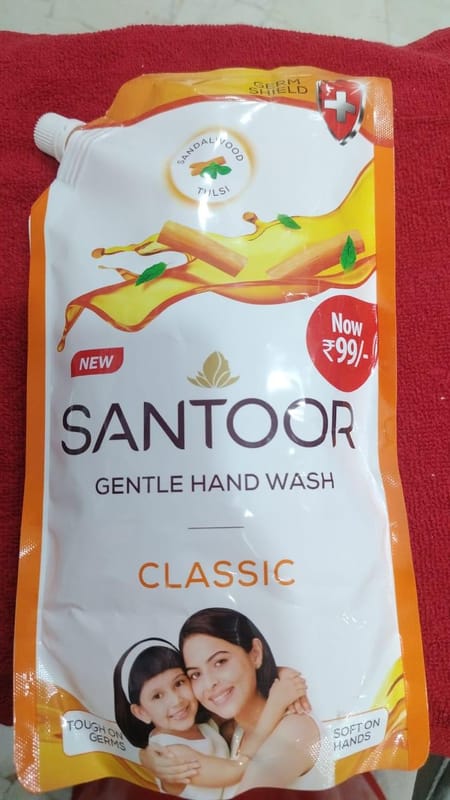 GERM
SHIELD
SANDALWOOD
TULSI
Now
₹99/-
NEW
SANTOOR
GENTLE HAND WASH
CLASSIC
TOUGH ON
GERMS
SOFT ON
HANDS